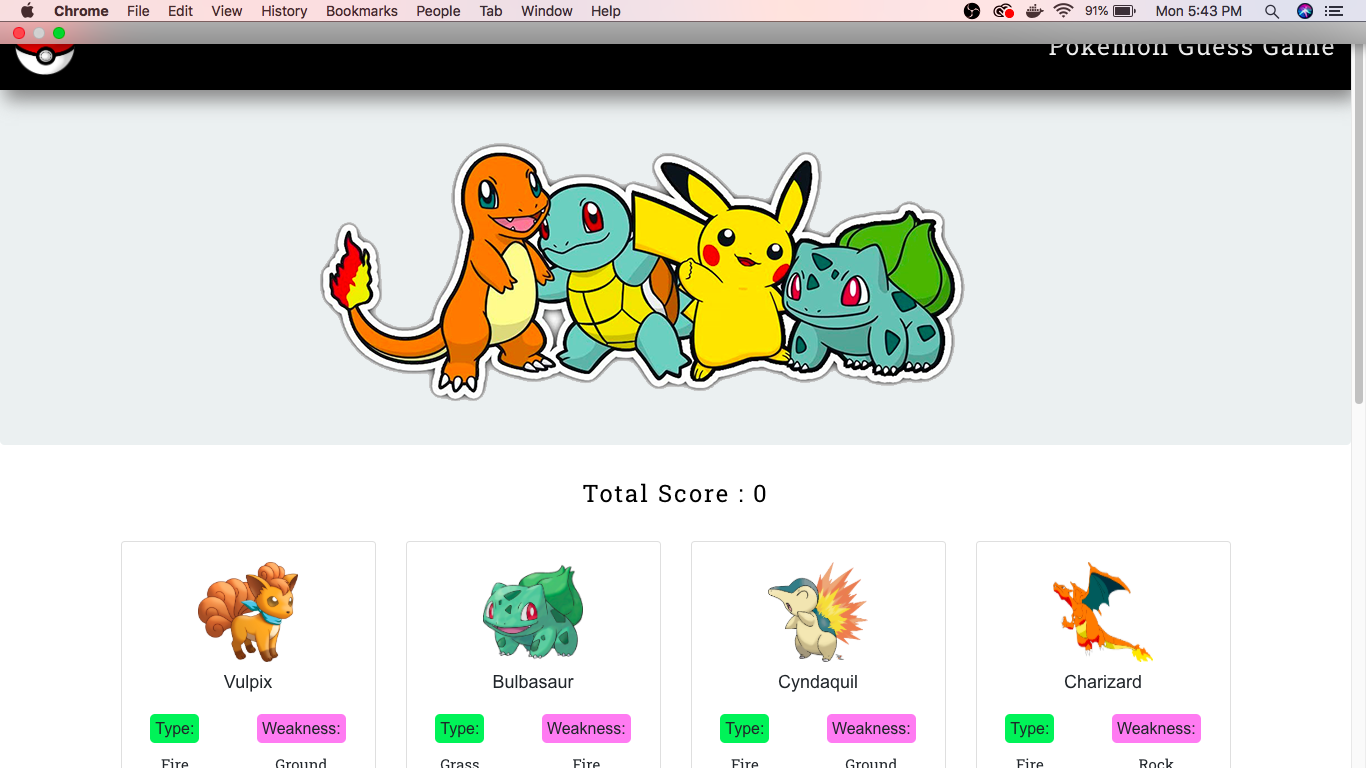 Chrome File Edit View History Bookmarks People Tab Window Help 91% Mon 5:43 PM
Pokemon Guess Game
Total Score : 0
Vulpix Bulbasaur Cyndaquil Charizard
Type: Weakness: Type: Weakness: Type: Weakness: Type: Weakness:
Fire Ground Grass Fire Fire Ground Fire Rock